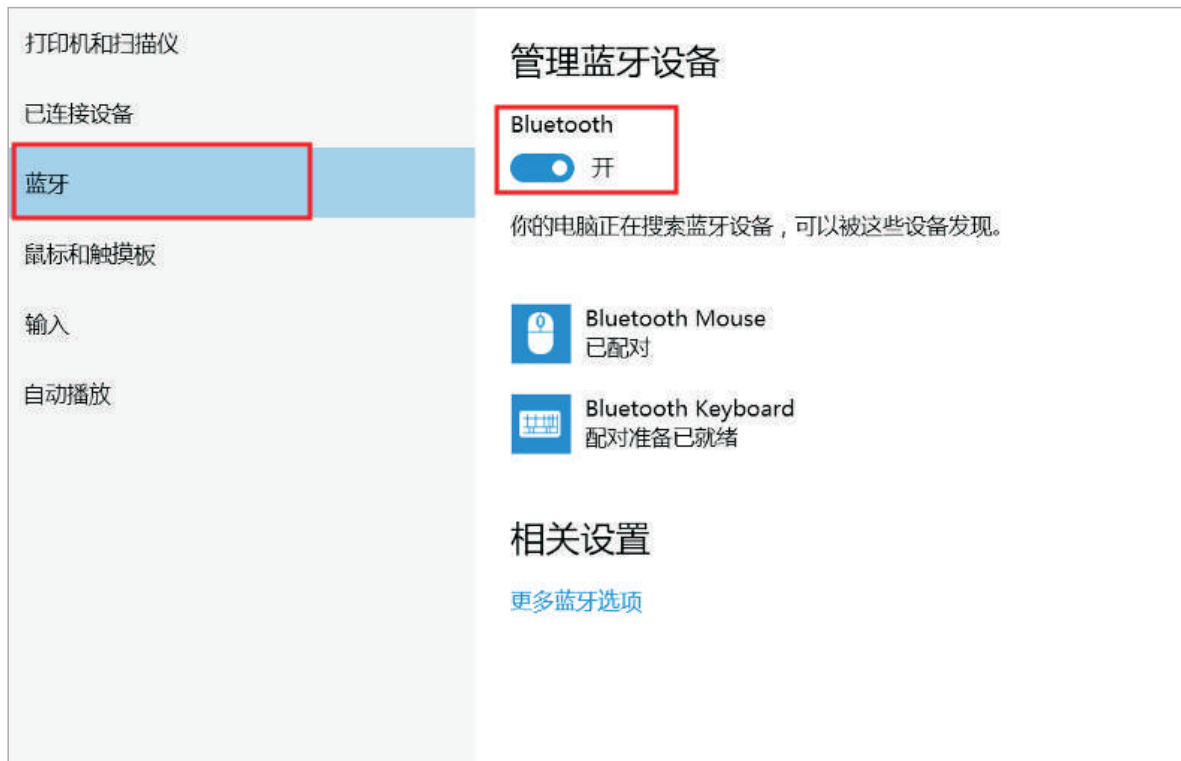 打印机和扫描仪
已连接设备
蓝牙
鼠标和触摸板
输入
自动播放
管理蓝牙设备
Bluetooth
开
你的电脑正在搜索蓝牙设备，可以被这些设备发现。
Bluetooth Mouse
已配对
Bluetooth Keyboard
配对准备已就绪
相关设置
更多蓝牙选项